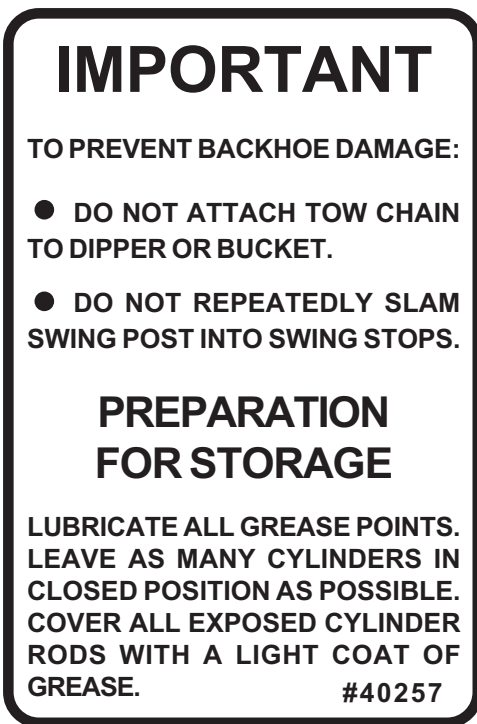 IMPORTANT
TO PREVENT BACKHOE DAMAGE:
● DO NOT ATTACH TOW CHAIN
TO DIPPER OR BUCKET.
● DO NOT REPEATEDLY SLAM
SWING POST INTO SWING STOPS.
PREPARATION
FOR STORAGE
LUBRICATE ALL GREASE POINTS.
LEAVE AS MANY CYLINDERS IN
CLOSED POSITION AS POSSIBLE.
COVER ALL EXPOSED CYLINDER
RODS WITH A LIGHT COAT OF
GREASE. #40257